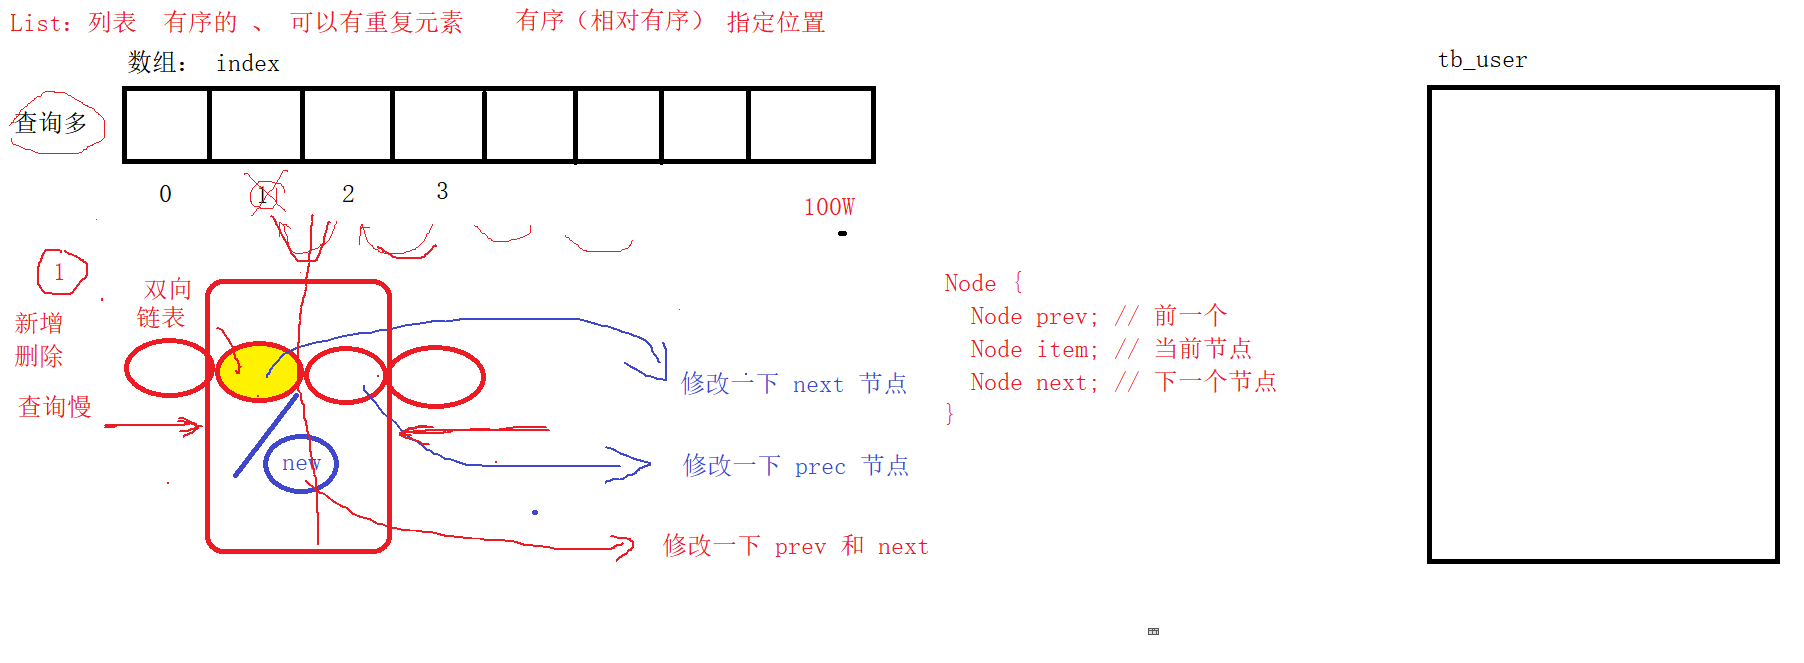 List：列表 有序的 、 可以有重复元素 有序（相对有序） 指定位置
数组： index
tb_user
查询多
0 1 2 3
100W
1
双向
链表
新增
删除
查询慢
new
修改一下 next 节点
修改一下 prec 节点
修改一下 prev 和 next
Node {
Node prev; // 前一个
Node item; // 当前节点
Node next; // 下一个节点
}